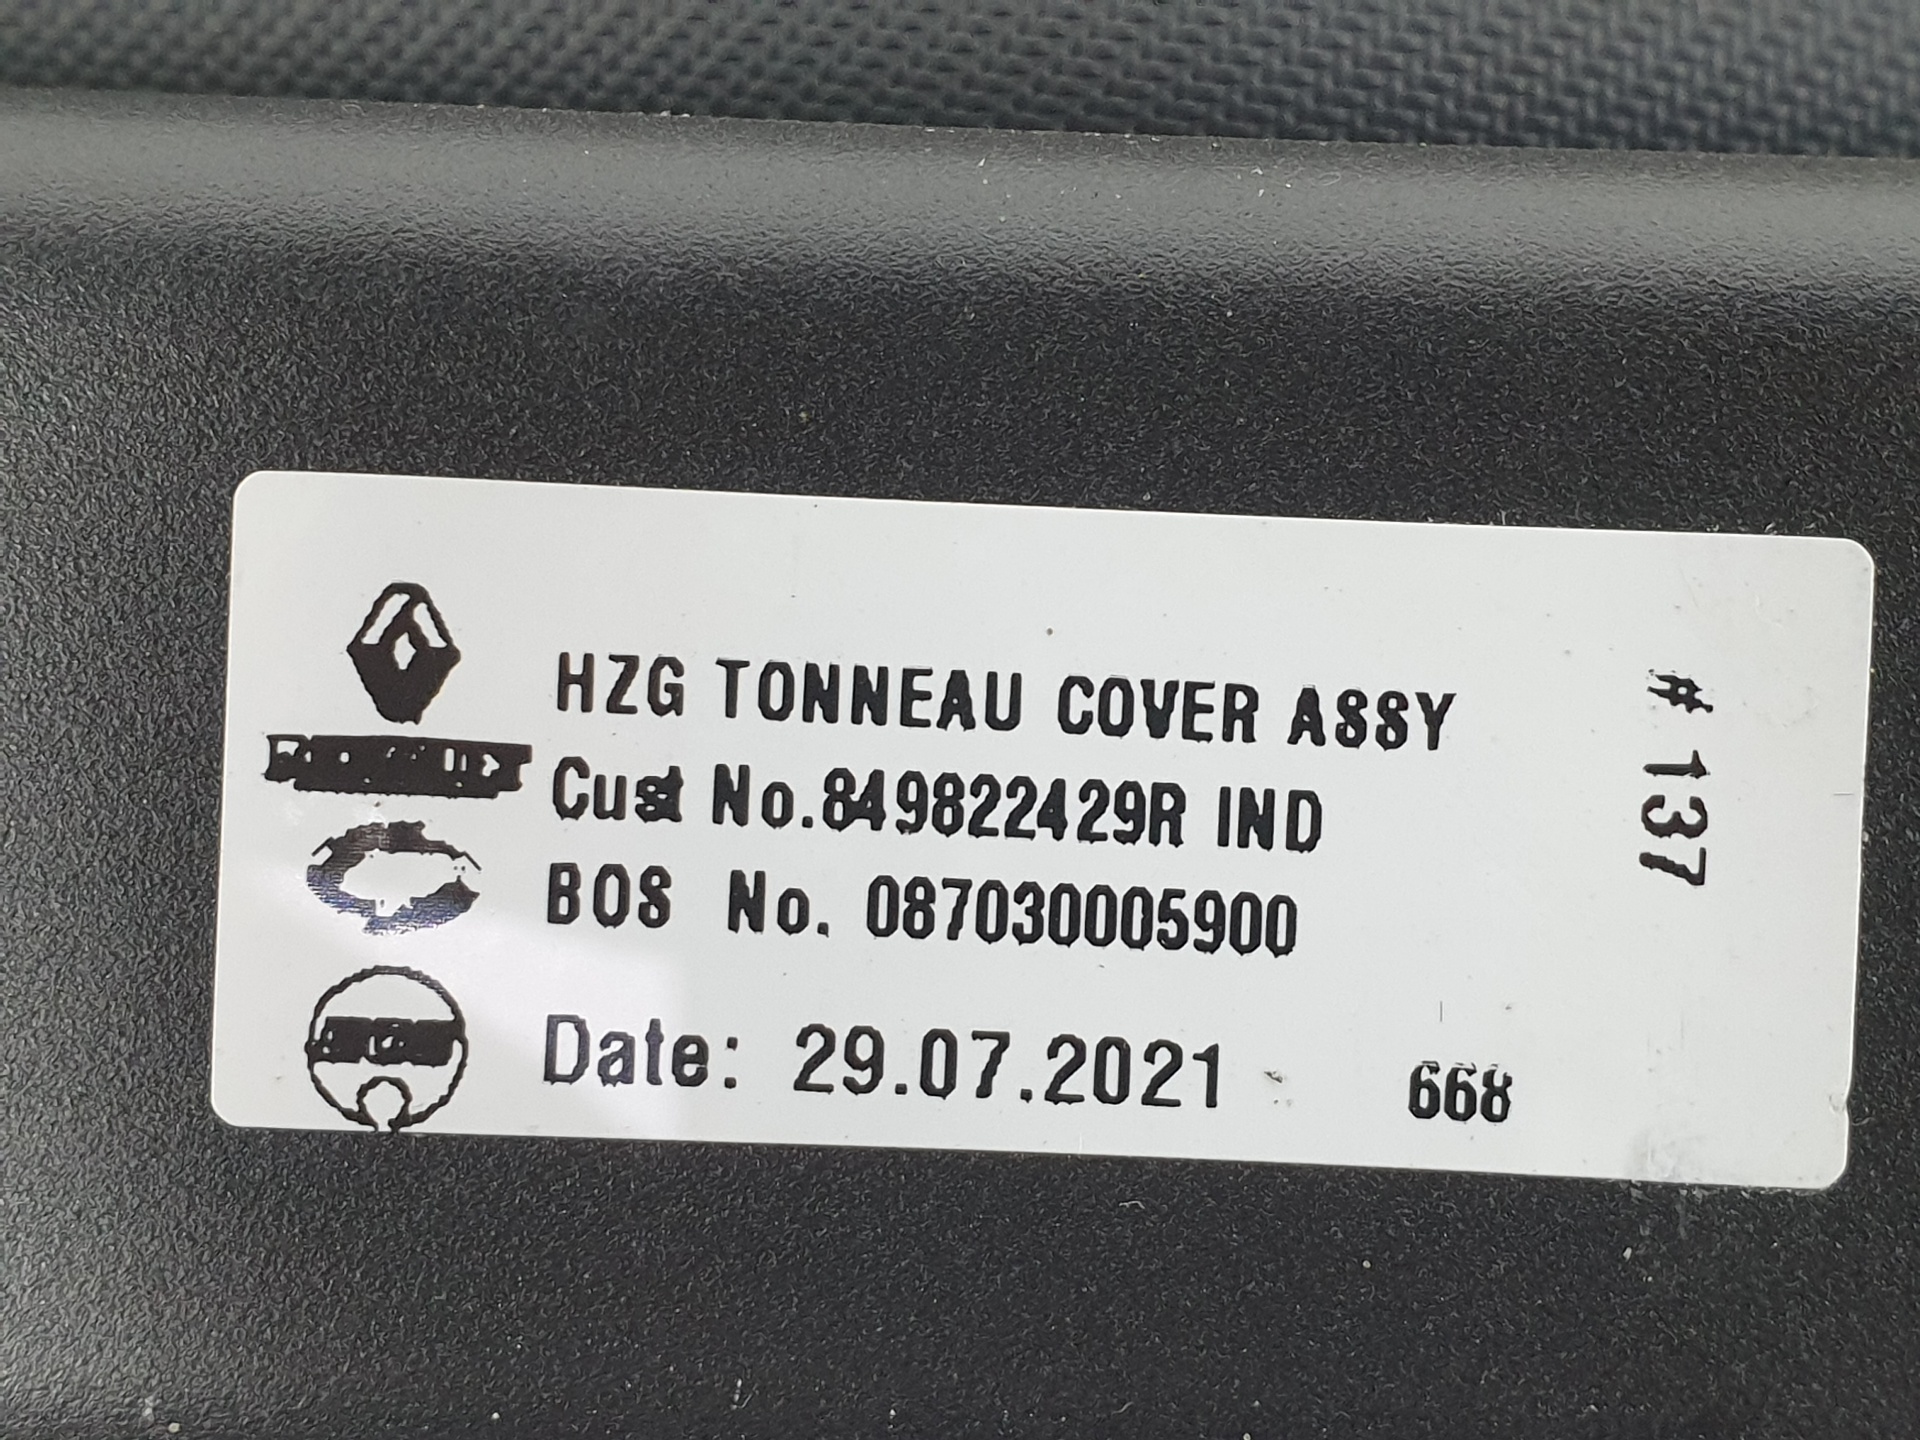 HZG TONNEAU COVER ASSY
Cust No.849822429R IND
BOS No. 087030005900
Date: 29.07.2021
668
# 137